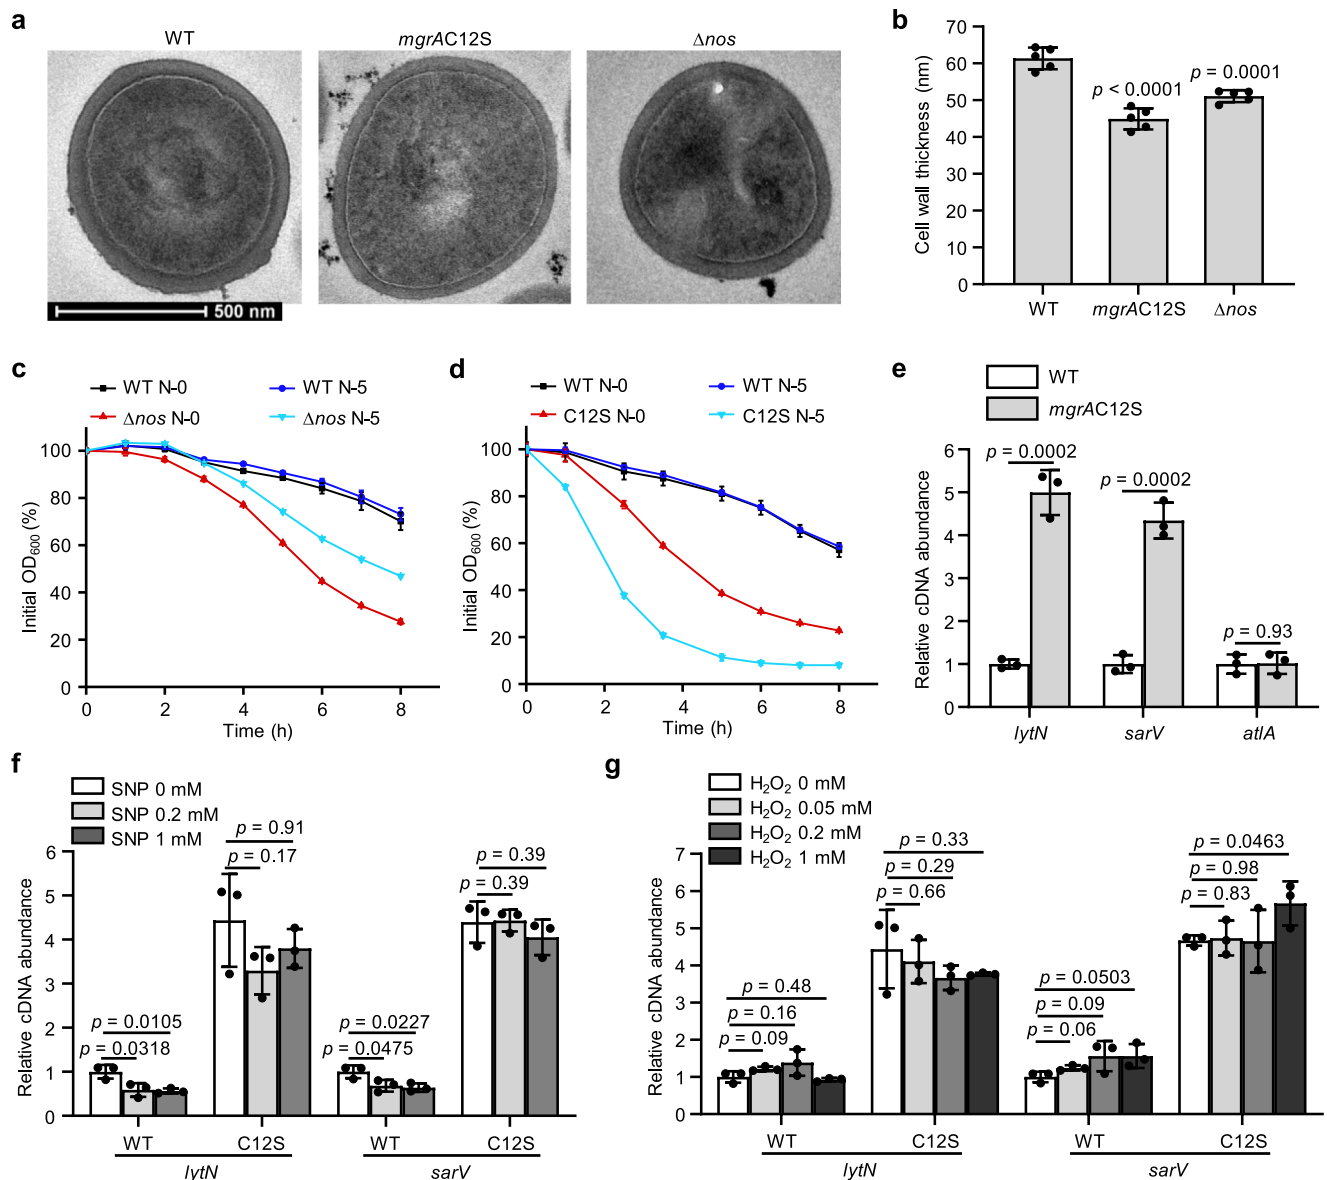 a
WT
mgrAC12S
Δnos
500 nm
b
Cell wall thickness (nm)
70
60
50
40
30
20
10
0
p < 0.0001
p = 0.0001
WT
mgrAC12S
Δnos
c
WT N-0
WT N-5
Δnos N-0
Δnos N-5
Initial OD600 (%)
100
80
60
40
20
0
0 2 4 6 8
Time (h)
d
WT N-0
WT N-5
C12S N-0
C12S N-5
Initial OD600 (%)
100
80
60
40
20
0
0 2 4 6 8
Time (h)
e
WT
mgrAC12S
Relative cDNA abundance
6
5
4
3
2
1
0
p = 0.0002
p = 0.0002
p = 0.93
lytN
sarV
atlA
f
SNP 0 mM
SNP 0.2 mM
SNP 1 mM
Relative cDNA abundance
6
5
4
3
2
1
0
p = 0.0105
p = 0.0318
p = 0.91
p = 0.17
p = 0.0227
p = 0.0475
p = 0.39
p = 0.39
WT
C12S
WT
C12S
lytN
sarV
g
H2O2 0 mM
H2O2 0.05 mM
H2O2 0.2 mM
H2O2 1 mM
Relative cDNA abundance
7
6
5
4
3
2
1
0
p = 0.48
p = 0.16
p = 0.09
p = 0.33
p = 0.29
p = 0.66
p = 0.0503
p = 0.09
p = 0.06
p = 0.0463
p = 0.98
p = 0.83
WT
C12S
WT
C12S
lytN
sarV